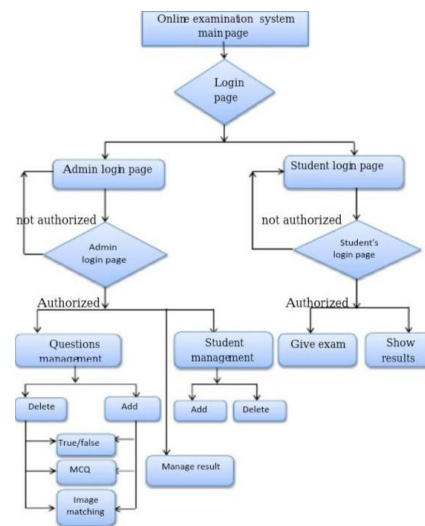 Online examination system
main page
Login
page
Admin login page
Student login page
not authorized
not authorized
Admin
login page
Student's
login page
Authorized
Authorized
Questions
management
Student
management
Give exam
Show
results
Delete
Add
Add
Delete
True/false
MCQ
Manage result
Image
matching